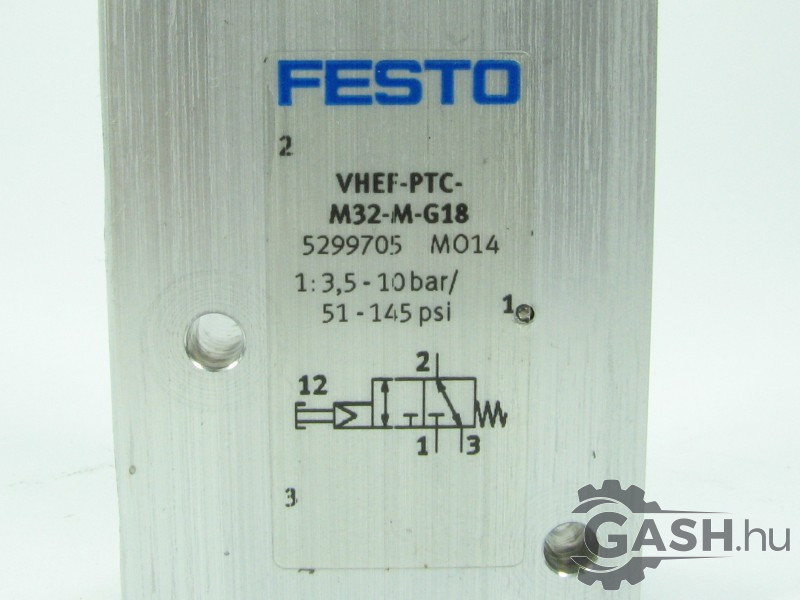 FESTO
2
VHEF-PTC-
M32-M-G18
5299705 MO14
1: 3,5 - 10 bar/
51 - 145 psi
1
2
12
1 3
3
GASH.hu